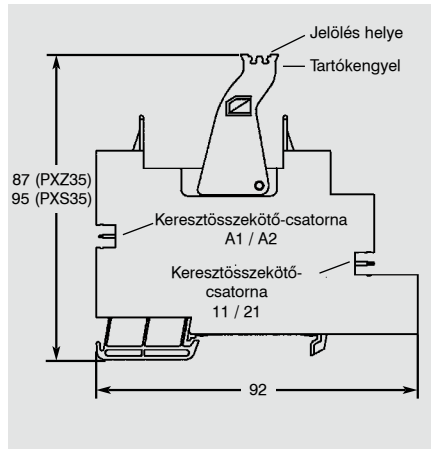 Jelölés helye
Tartókengyel
87 (PXZ35)
95 (PXS35)
Keresztösszekötő-csatorna
A1 / A2
Keresztösszekötő-
csatorna
11 / 21
92